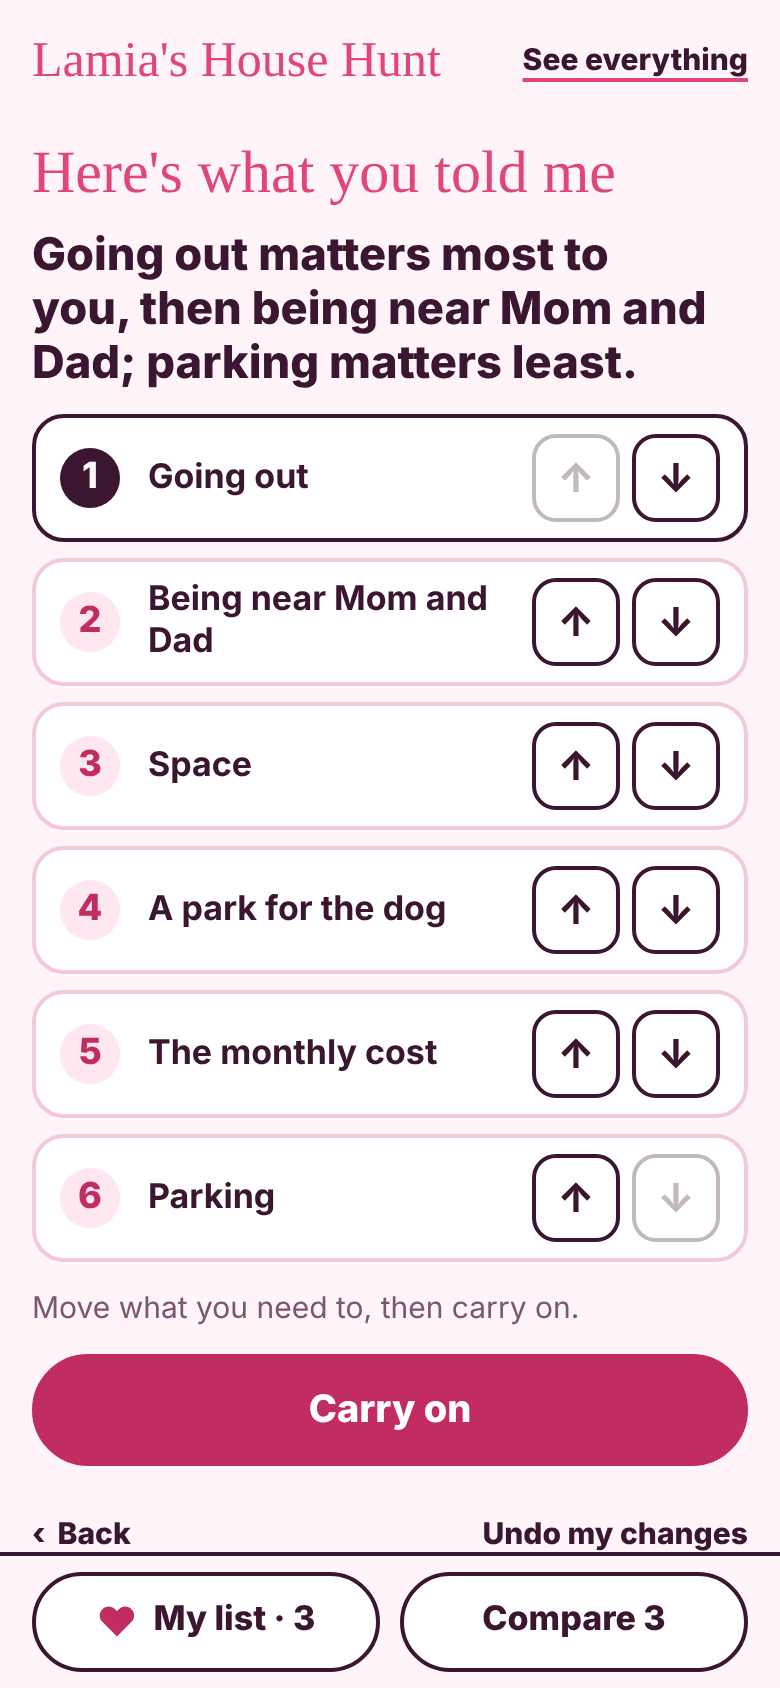 Lamia's House Hunt
See everything
Here's what you told me
Going out matters most to
you, then being near Mom and
Dad; parking matters least.
1 Going out ↑ ↓
2 Being near Mom and
Dad ↑ ↓
3 Space ↑ ↓
4 A park for the dog ↑ ↓
5 The monthly cost ↑ ↓
6 Parking ↑ ↓
Move what you need to, then carry on.
Carry on
‹ Back
Undo my changes
♥ My list · 3
Compare 3